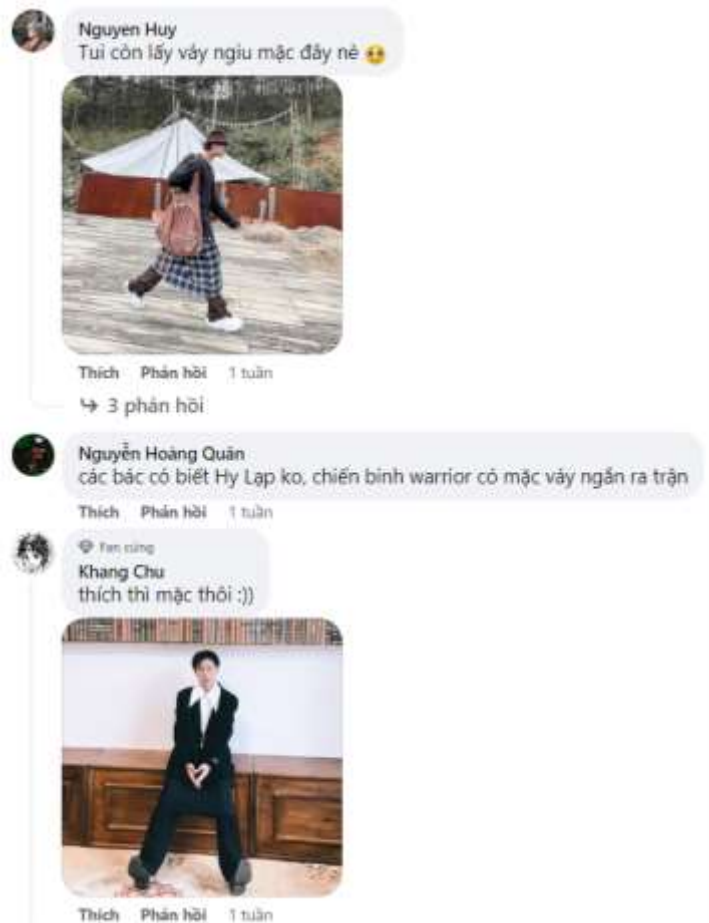 Nguyen Huy
Tui còn lấy váy ngiu mặc đây nè 🥹
Thích Phản hồi 1 tuần
3 phản hồi
Nguyễn Hoàng Quân
các bác có biết Hy Lạp ko, chiến binh warrior có mặc váy ngắn ra trận
Thích Phản hồi 1 tuần
Fan cứng
Khang Chu
thích thì mặc thôi :))
Thích Phản hồi 1 tuần